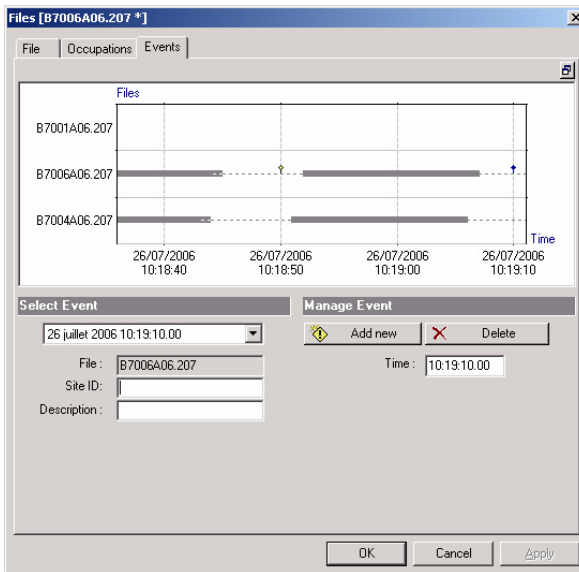 Files [B7006A06.207 *]
File Occupations Events
Files
B7001A06.207
B7006A06.207
B7004A06.207
Time
26/07/2006 26/07/2006 26/07/2006 26/07/2006
10:18:40 10:18:50 10:19:00 10:19:10
Select Event Manage Event
26 juillet 2006 10:19:10.00 Add new Delete
File : B7006A06.207 Time : 10:19:10.00
Site ID:
Description :
OK Cancel Apply